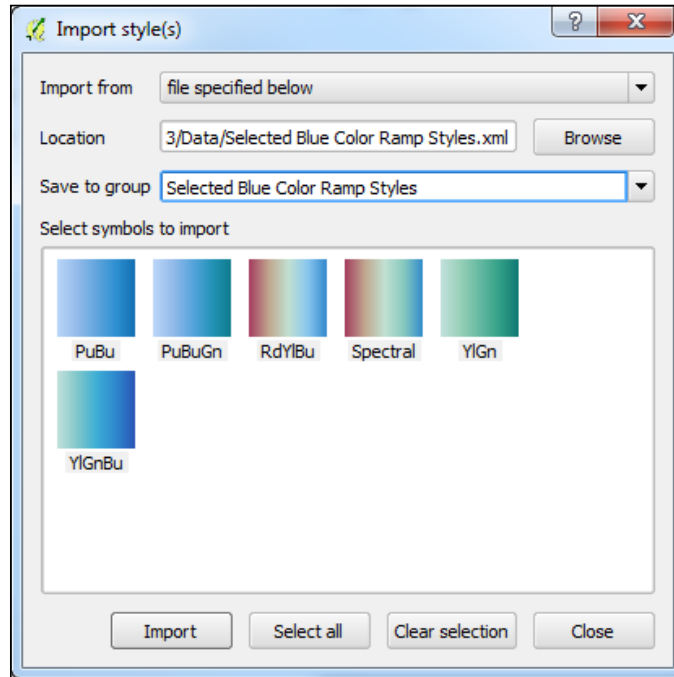 Import style(s)
Import from file specified below
Location 3/Data/Selected Blue Color Ramp Styles.xml Browse
Save to group Selected Blue Color Ramp Styles
Select symbols to import
PuBu PuBuGn RdYlBu Spectral YlGn
YlGnBu
Import Select all Clear selection Close